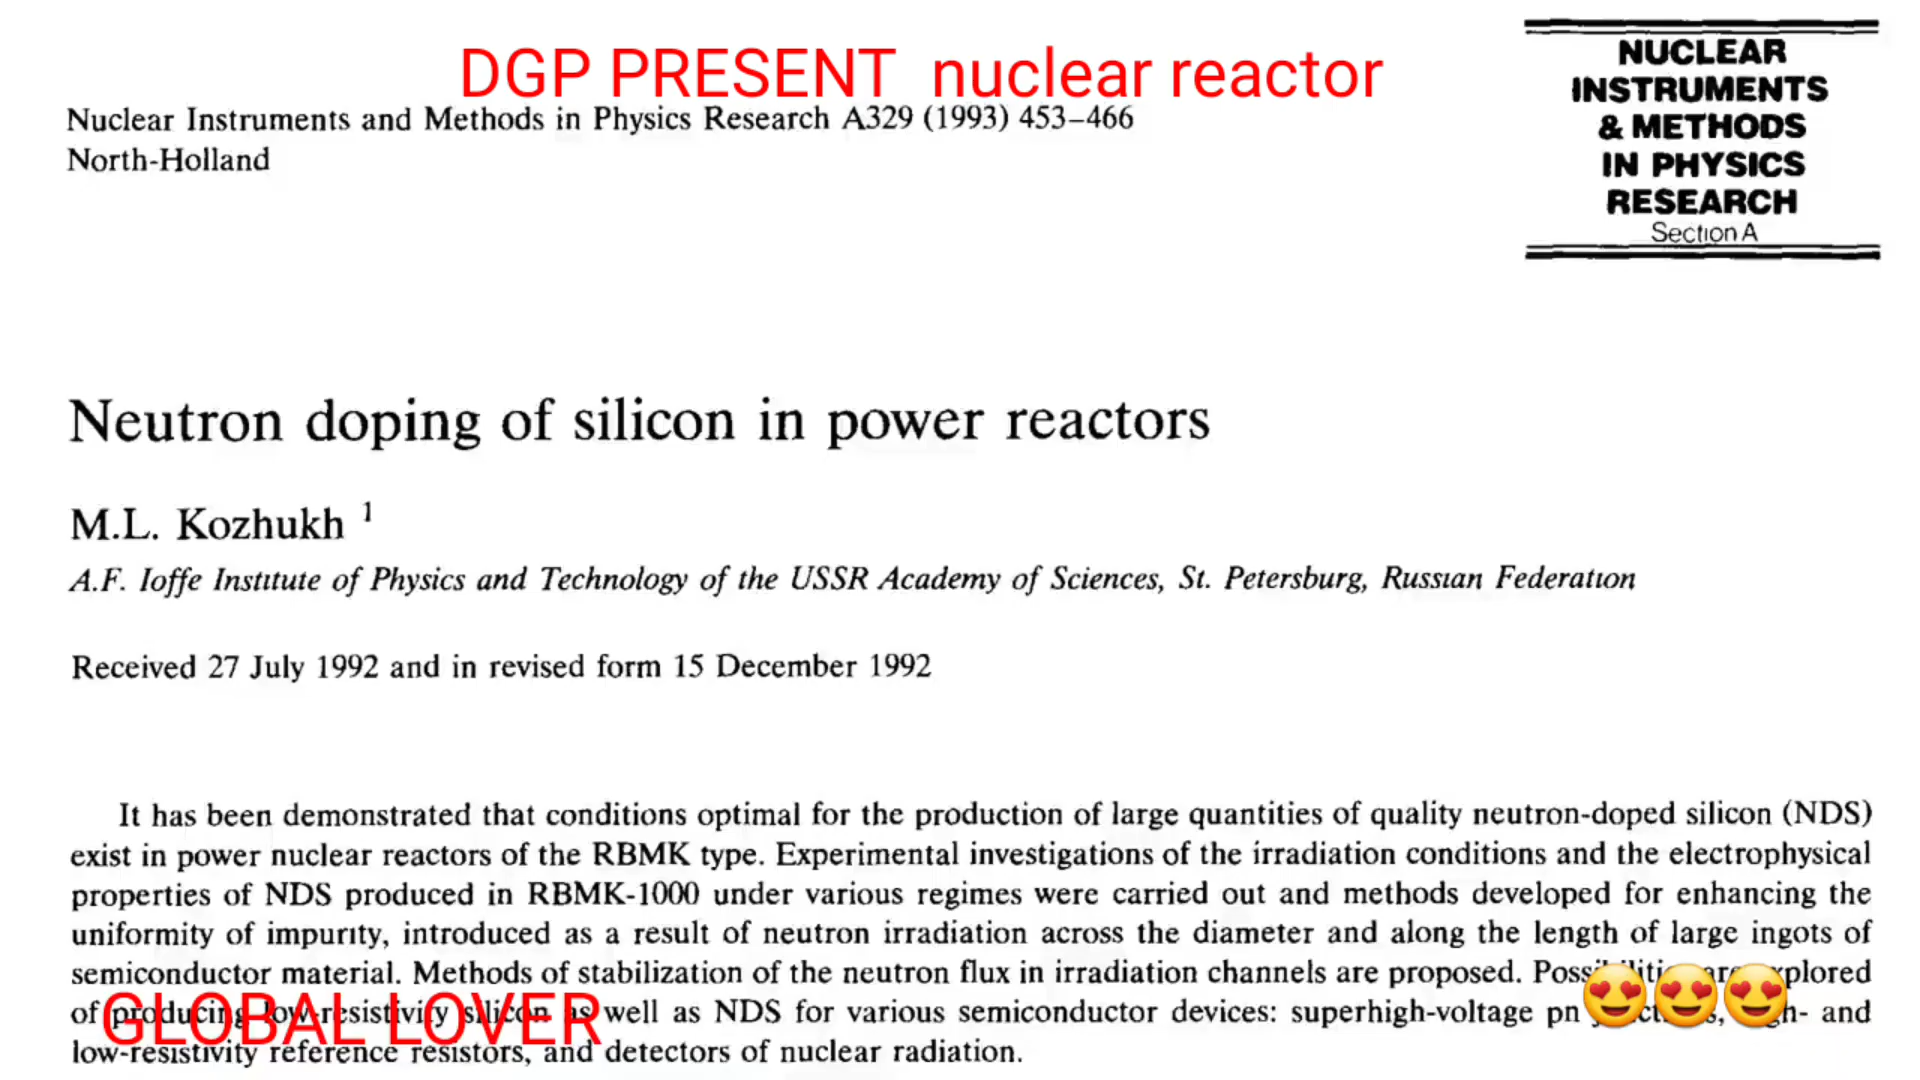 DGP PRESENT nuclear reactor
Nuclear Instruments and Methods in Physics Research A329 (1993) 453–466
North-Holland
NUCLEAR
INSTRUMENTS
& METHODS
IN PHYSICS
RESEARCH
Section A
Neutron doping of silicon in power reactors
M.L. Kozhukh 1
A.F. Ioffe Institute of Physics and Technology of the USSR Academy of Sciences, St. Petersburg, Russian Federation
Received 27 July 1992 and in revised form 15 December 1992
It has been demonstrated that conditions optimal for the production of large quantities of quality neutron-doped silicon (NDS)
exist in power nuclear reactors of the RBMK type. Experimental investigations of the irradiation conditions and the electrophysical
properties of NDS produced in RBMK-1000 under various regimes were carried out and methods developed for enhancing the
uniformity of impurity, introduced as a result of neutron irradiation across the diameter and along the length of large ingots of
semiconductor material. Methods of stabilization of the neutron flux in irradiation channels are proposed.
of producing low-resistivity silicon as well as NDS for various semiconductor devices: superhigh-voltage pn and
low-resistivity reference resistors, and detectors of nuclear radiation.
GLOBAL LOVER
😍😍😍